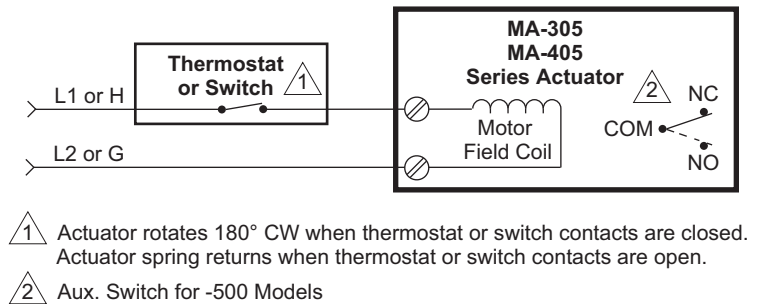 MA-305
MA-405
Series Actuator
Thermostat
or Switch 1
2
NC
L1 or H
COM
Motor
Field Coil
L2 or G
NO
1 Actuator rotates 180° CW when thermostat or switch contacts are closed.
Actuator spring returns when thermostat or switch contacts are open.
2 Aux. Switch for -500 Models